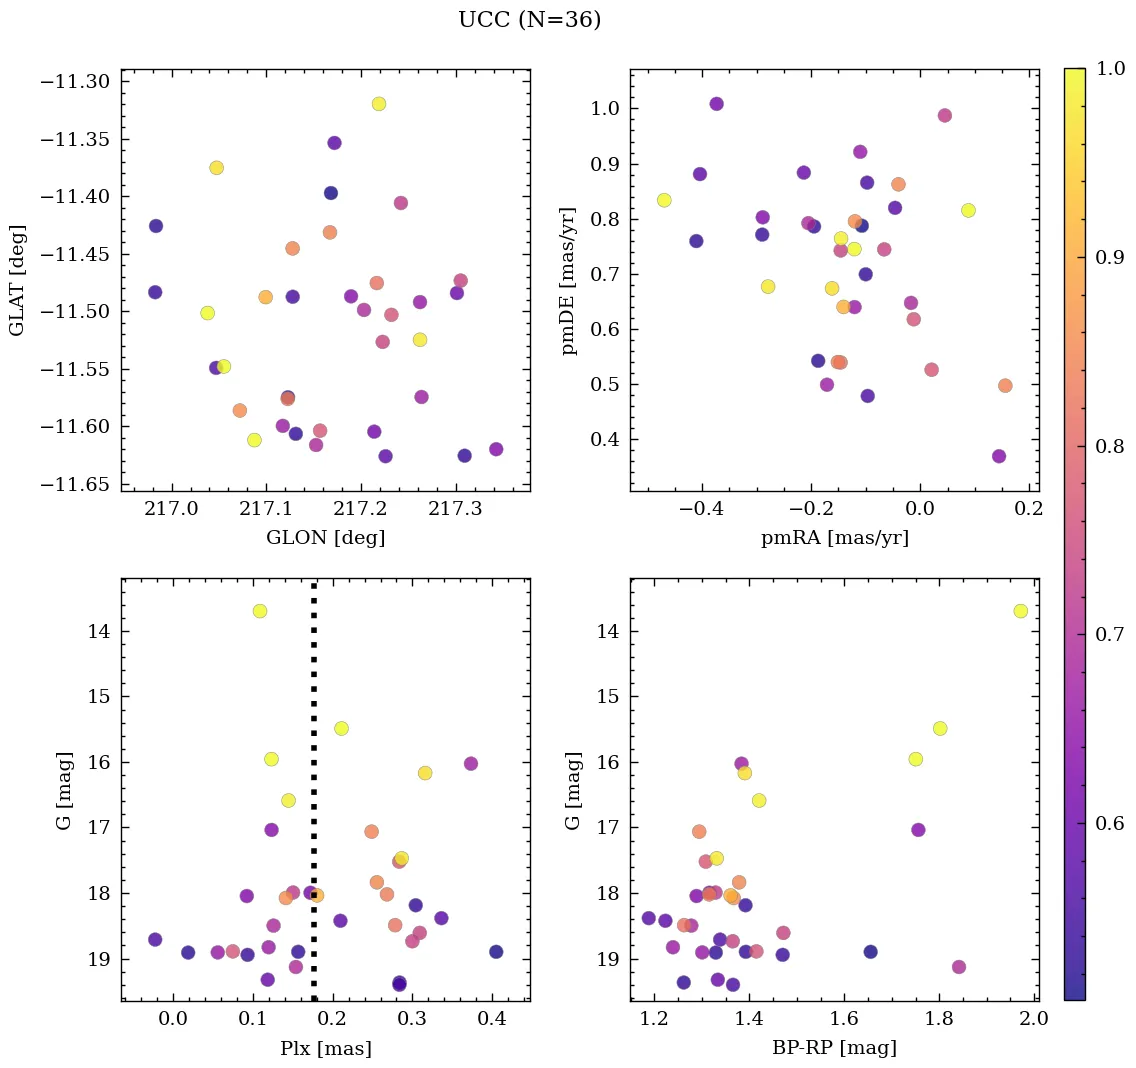 UCC (N=36)
−11.30
−11.35
−11.40
−11.45
−11.50
−11.55
−11.60
−11.65
GLAT [deg]
217.0 217.1 217.2 217.3
GLON [deg]
1.0
0.9
0.8
0.7
0.6
0.5
0.4
pmDE [mas/yr]
−0.4 −0.2 0.0 0.2
pmRA [mas/yr]
14
15
16
17
18
19
G [mag]
0.0 0.1 0.2 0.3 0.4
Plx [mas]
14
15
16
17
18
19
G [mag]
1.2 1.4 1.6 1.8 2.0
BP-RP [mag]
1.0
0.9
0.8
0.7
0.6